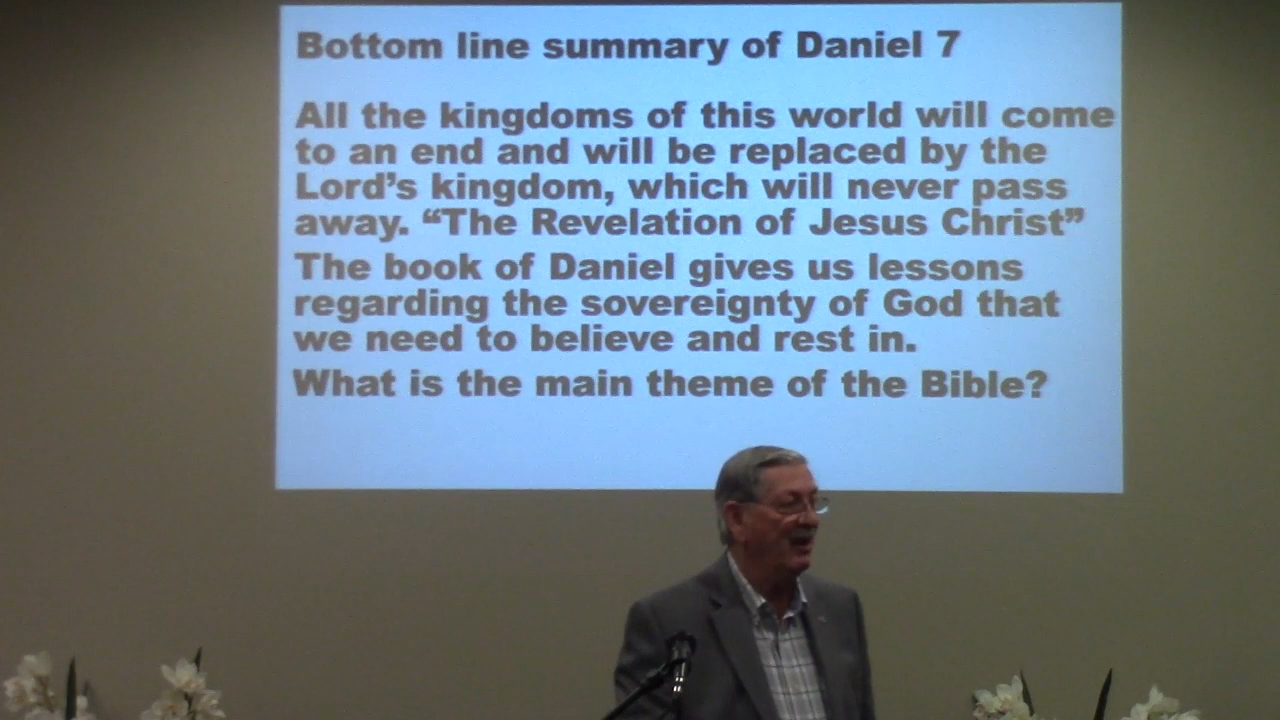 Bottom line summary of Daniel 7
All the kingdoms of this world will come
to an end and will be replaced by the
Lord’s kingdom, which will never pass
away. “The Revelation of Jesus Christ”
The book of Daniel gives us lessons
regarding the sovereignty of God that
we need to believe and rest in.
What is the main theme of the Bible?